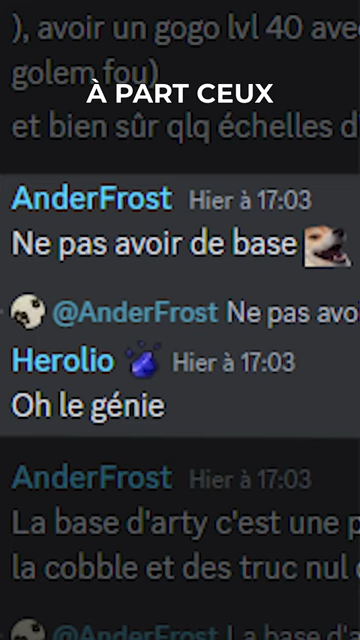 ), avoir un gogo lvl 40 ave
golem fou)
À PART CEUX
et bien sûr qlq échelles d
AnderFrost Hier à 17:03
Ne pas avoir de base
@AnderFrost Ne pas avo
Herolio Hier à 17:03
Oh le génie
AnderFrost Hier à 17:03
La base d'arty c'est une p
la cobble et des truc nul
@AnderFrost La base d'a